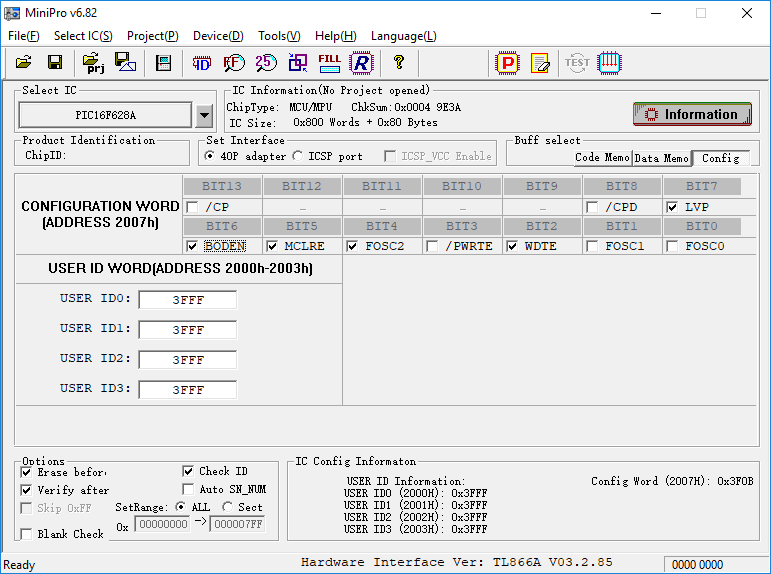 MiniPro v6.82
File(F) Select IC(S) Project(P) Device(D) Tools(V) Help(H) Language(L)
prj ID F 25 FILL R ? P TEST
Select IC
PIC16F628A
IC Information(No Project opened)
ChipType: MCU/MPU ChkSum:0x0004 9E3A
IC Size: 0x800 Words + 0x80 Bytes
Information
Product Identification
ChipID:
Set Interface
40P adapter ICSP port ICSP_VCC Enable
Buff select
Code Memo Data Memo Config
CONFIGURATION WORD
(ADDRESS 2007h)
BIT13 BIT12 BIT11 BIT10 BIT9 BIT8 BIT7
/CP – – – – /CPD LVP
BIT6 BIT5 BIT4 BIT3 BIT2 BIT1 BIT0
BODEN MCLRE FOSC2 /PWRTE WDTE FOSC1 FOSC0
USER ID WORD(ADDRESS 2000h-2003h)
USER ID0: 3FFF
USER ID1: 3FFF
USER ID2: 3FFF
USER ID3: 3FFF
Options
Erase befor
Verify after
Skip 0xFF
Blank Check
Check ID
Auto SN_NUM
SetRange: ALL Sect
0x 00000000 -> 000007FF
IC Config Informaton
USER ID Information:
USER ID0 (2000H): 0x3FFF
USER ID1 (2001H): 0x3FFF
USER ID2 (2002H): 0x3FFF
USER ID3 (2003H): 0x3FFF
Config Word (2007H): 0x3F0B
Ready
Hardware Interface Ver: TL866A V03.2.85
0000 0000